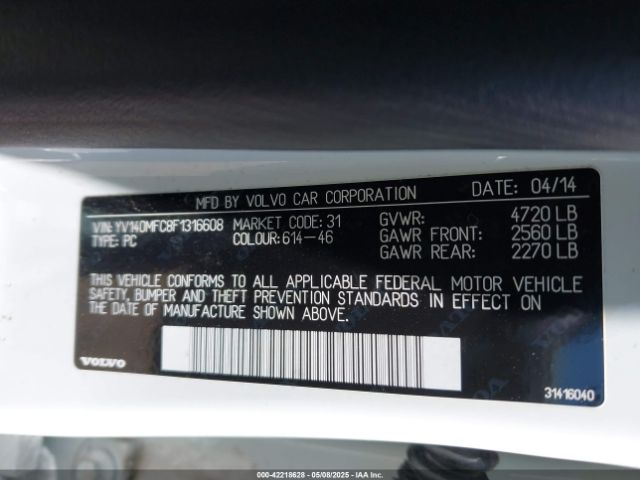 MFD BY VOLVO CAR CORPORATION DATE: 04/14
VIN: YV140MFC8F1316608 MARKET CODE: 31 GVWR: 4720 LB
TYPE: PC COLOUR: 614-46 GAWR FRONT: 2560 LB
GAWR REAR: 2270 LB
THIS VEHICLE CONFORMS TO ALL APPLICABLE FEDERAL MOTOR VEHICLE
SAFETY, BUMPER AND THEFT PREVENTION STANDARDS IN EFFECT ON
THE DATE OF MANUFACTURE SHOWN ABOVE.
VOLVO
31416040
000-42218628 - 05/08/2025 - IAAI.COM